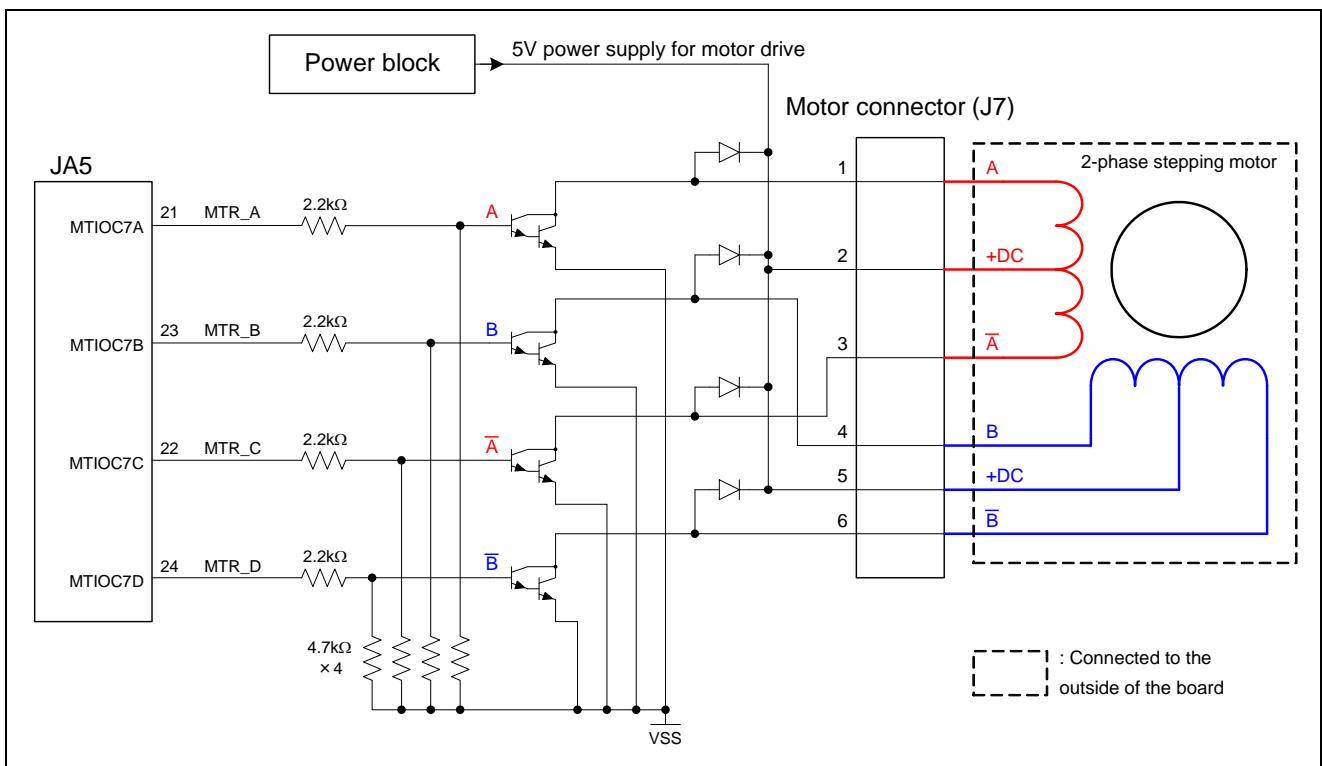 Power block
5V power supply for motor drive
Motor connector (J7)
JA5
2-phase stepping motor
MTIOC7A
21
MTR_A
2.2kΩ
A
1
A
2
+DC
MTIOC7B
23
MTR_B
2.2kΩ
B
3
A̅
MTIOC7C
22
MTR_C
2.2kΩ
A̅
4
B
5
+DC
6
B̅
MTIOC7D
24
MTR_D
2.2kΩ
B̅
4.7kΩ
×4
VSS
: Connected to the
outside of the board